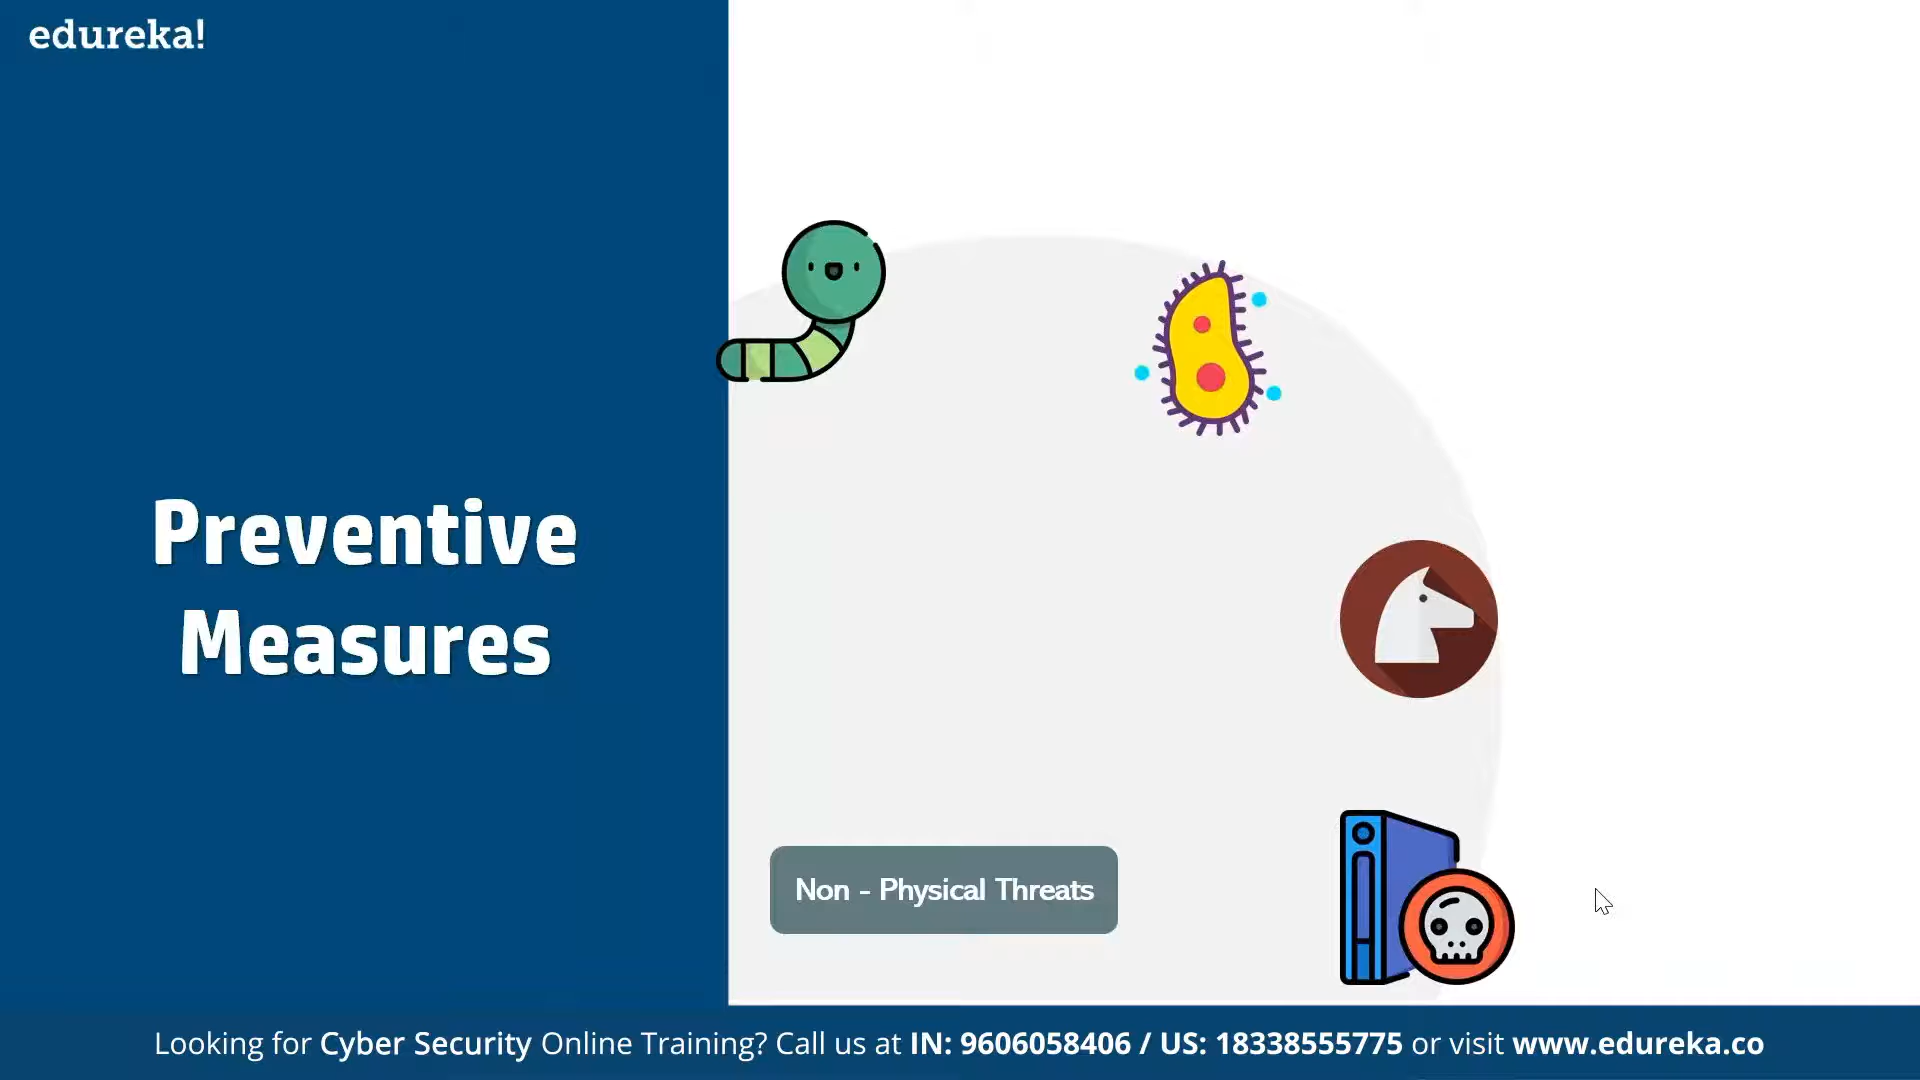 edureka!
Preventive
Measures
Non - Physical Threats
Looking for Cyber Security Online Training? Call us at IN: 9606058406 / US: 18338555775 or visit www.edureka.co